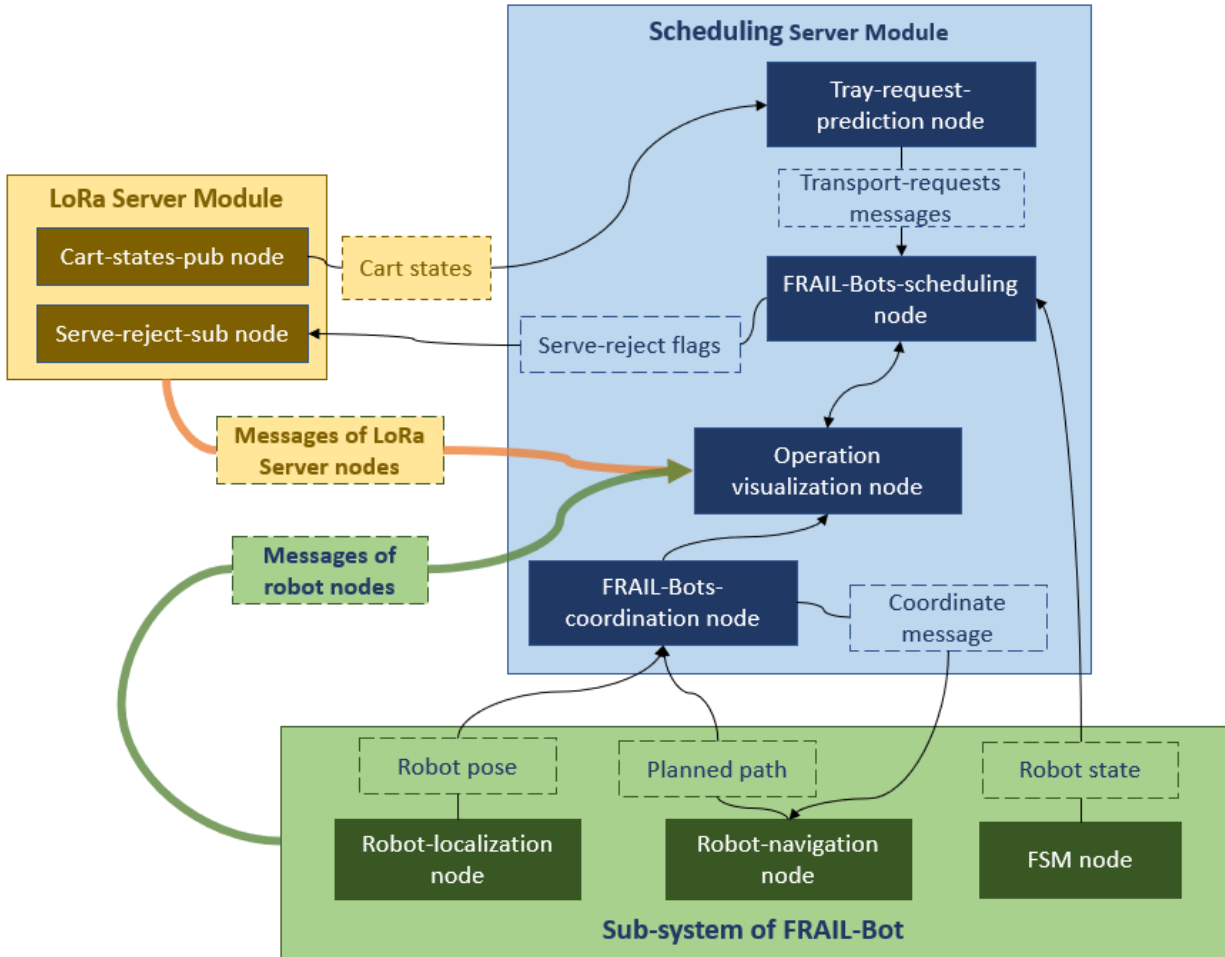 Scheduling Server Module
Tray-request-
prediction node
Transport-requests
messages
LoRa Server Module
Cart-states-pub node
Cart states
FRAIL-Bots-scheduling
node
Serve-reject-sub node
Serve-reject flags
Messages of LoRa
Server nodes
Operation
visualization node
Messages of
robot nodes
FRAIL-Bots-
coordination node
Coordinate
message
Robot pose
Planned path
Robot state
Robot-localization
node
Robot-navigation
node
FSM node
Sub-system of FRAIL-Bot